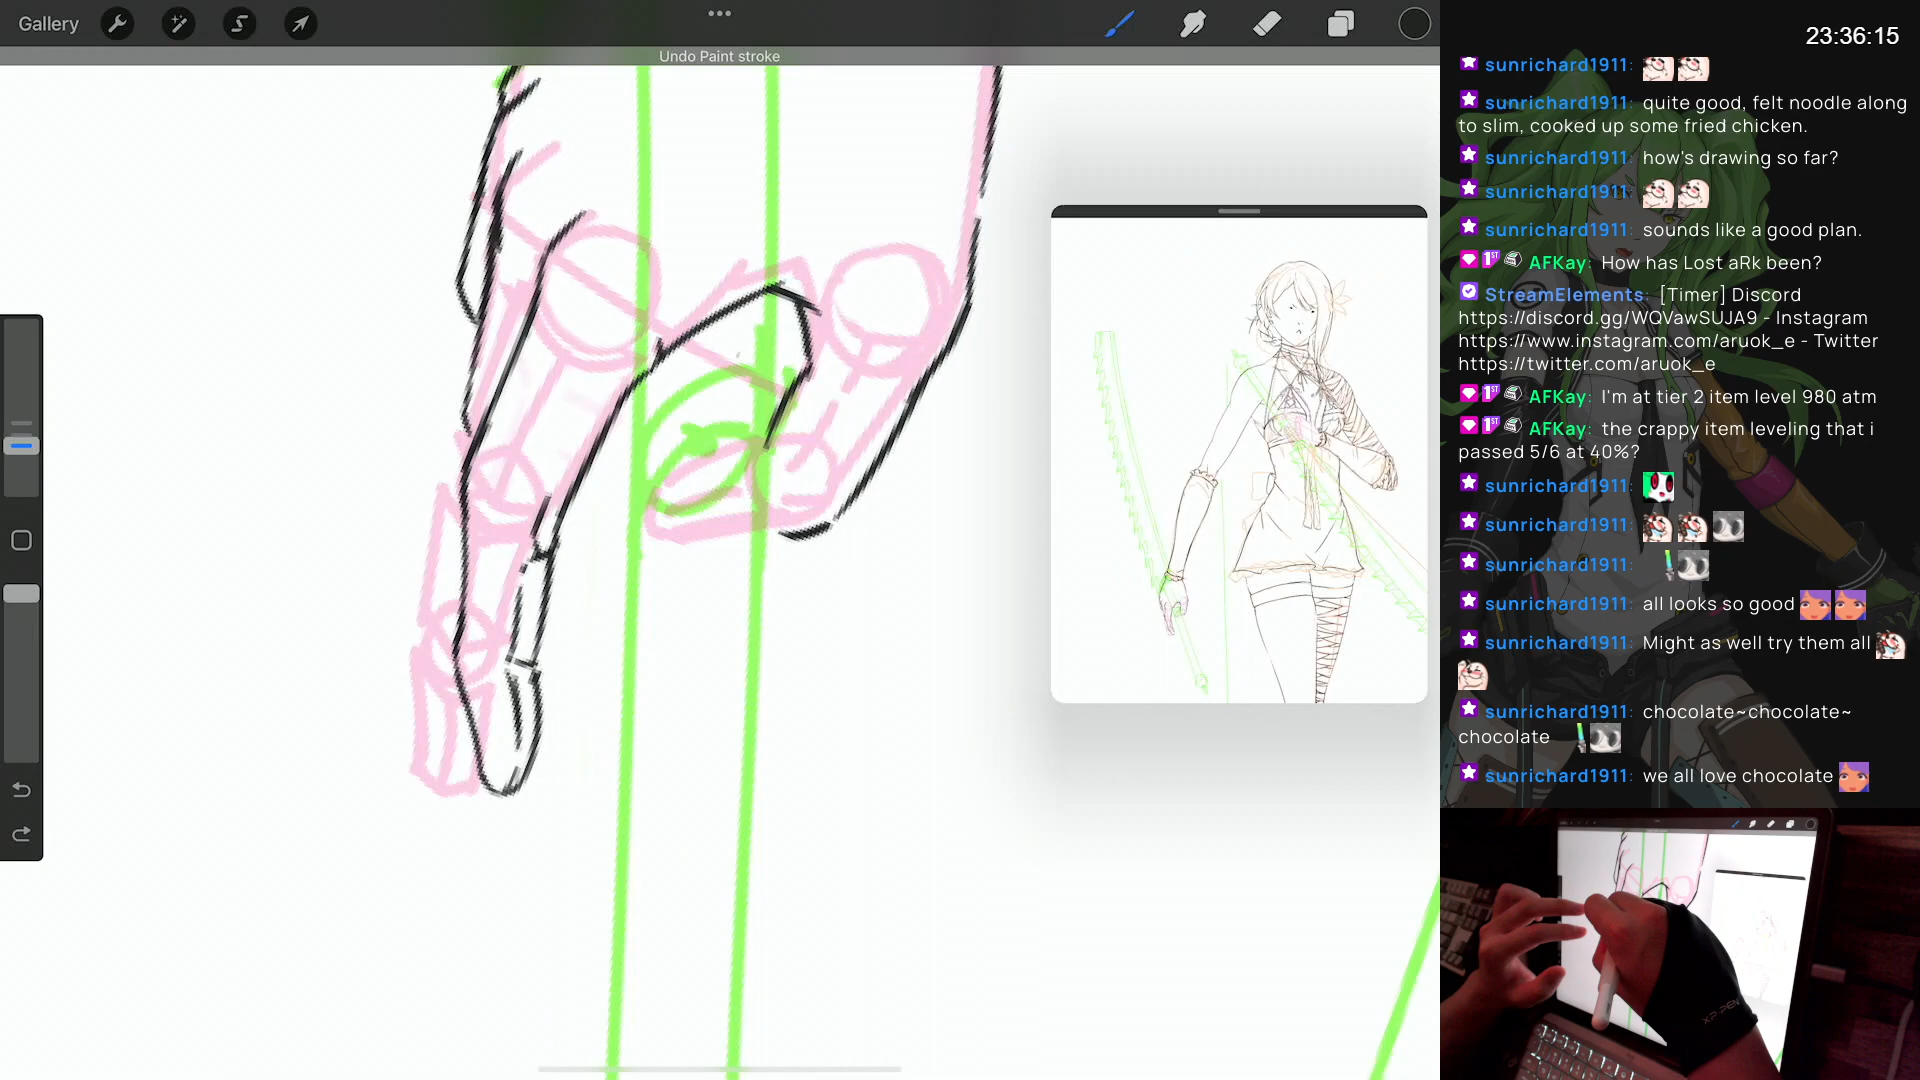 Gallery
Undo Paint stroke
23:36:15
sunrichard1911:
sunrichard1911: quite good, felt noodle along
to slim, cooked up some fried chicken.
sunrichard1911: how's drawing so far?
sunrichard1911:
sunrichard1911: sounds like a good plan.
1ST AFKay: How has Lost aRk been?
StreamElements: [Timer] Discord
https://discord.gg/WQVawSUJA9 - Instagram
https://www.instagram.com/aruok_e - Twitter
https://twitter.com/aruok_e
1ST AFKay: I'm at tier 2 item level 980 atm
1ST AFKay: the crappy item leveling that i
passed 5/6 at 40%?
sunrichard1911:
sunrichard1911:
sunrichard1911:
sunrichard1911: all looks so good
sunrichard1911: Might as well try them all
sunrichard1911: chocolate~chocolate~
chocolate
sunrichard1911: we all love chocolate
XP-PEN